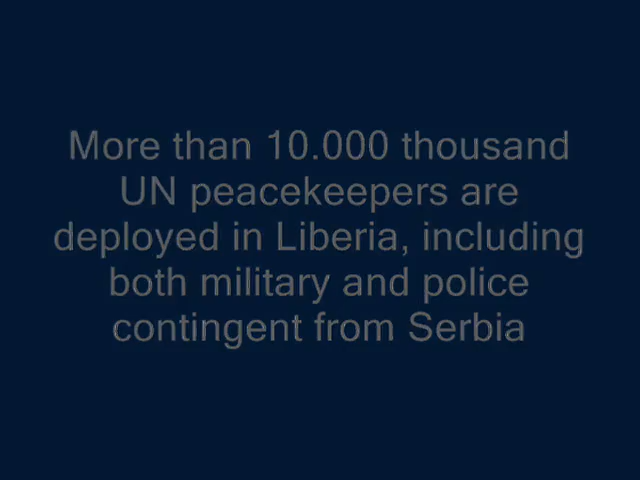 More than 10.000 thousand
UN peacekeepers are
deployed in Liberia, including
both military and police
contingent from Serbia